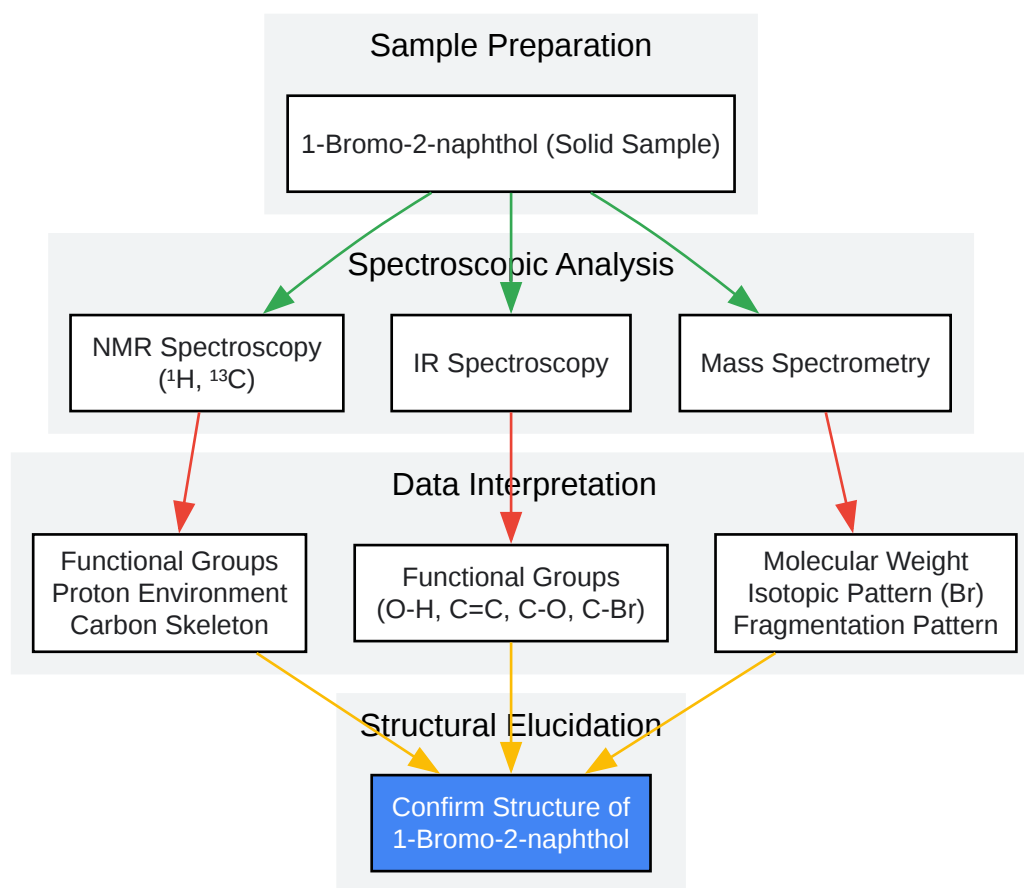 Sample Preparation
1-Bromo-2-naphthol (Solid Sample)
Spectroscopic Analysis
NMR Spectroscopy
(¹H, ¹³C)
IR Spectroscopy
Mass Spectrometry
Data Interpretation
Functional Groups
Proton Environment
Carbon Skeleton
Functional Groups
(O-H, C=C, C-O, C-Br)
Molecular Weight
Isotopic Pattern (Br)
Fragmentation Pattern
Structural Elucidation
Confirm Structure of
1-Bromo-2-naphthol